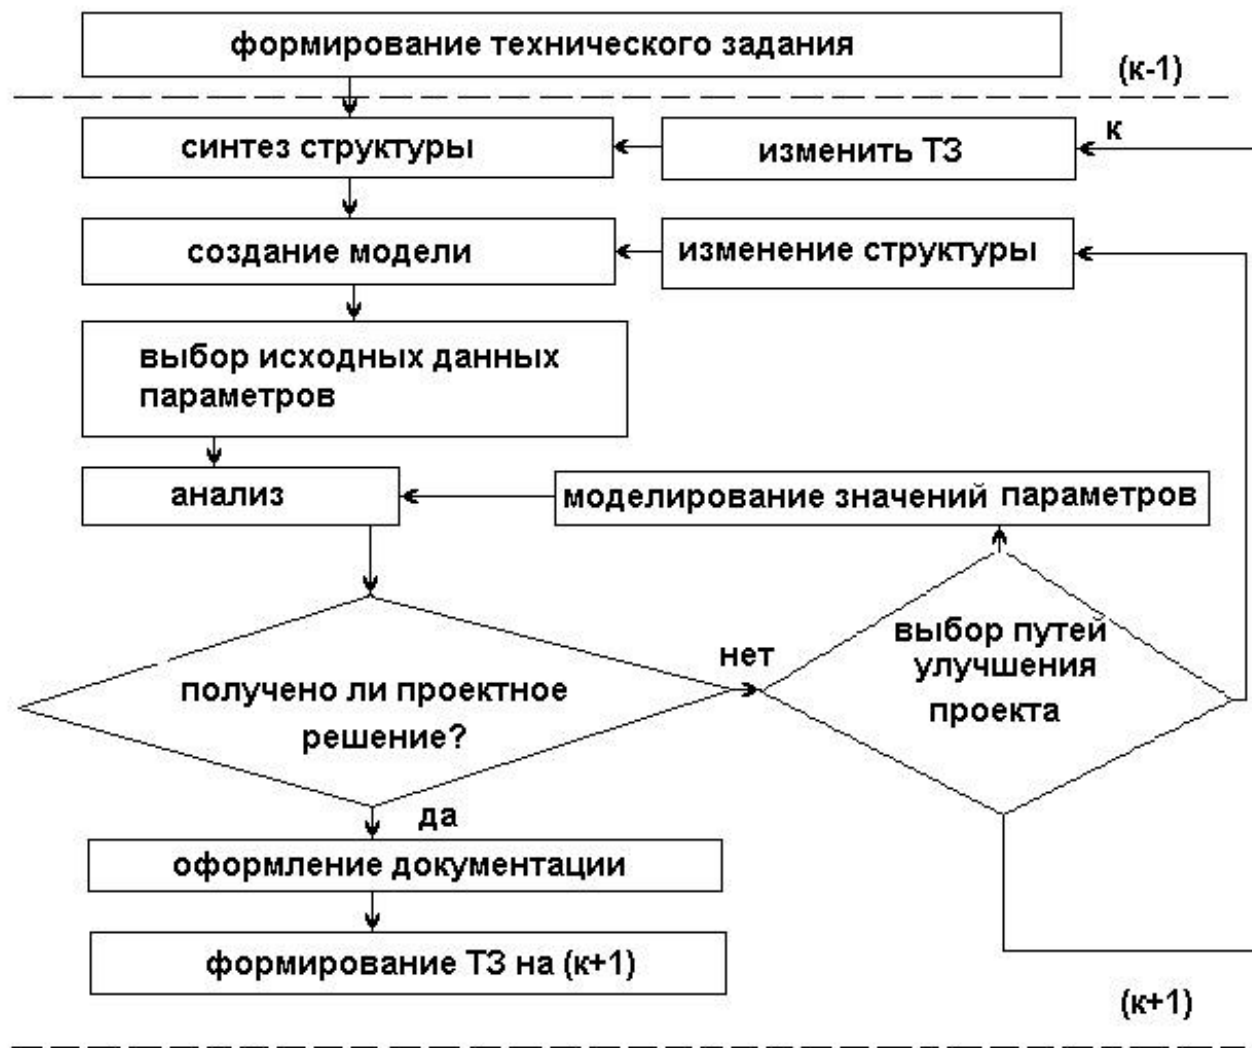 формирование технического задания
(к-1)
синтез структуры
изменить ТЗ
к
создание модели
изменение структуры
выбор исходных данных
параметров
анализ
моделирование значений параметров
получено ли проектное
решение?
нет
выбор путей
улучшения
проекта
да
оформление документации
формирование ТЗ на (к+1)
(к+1)